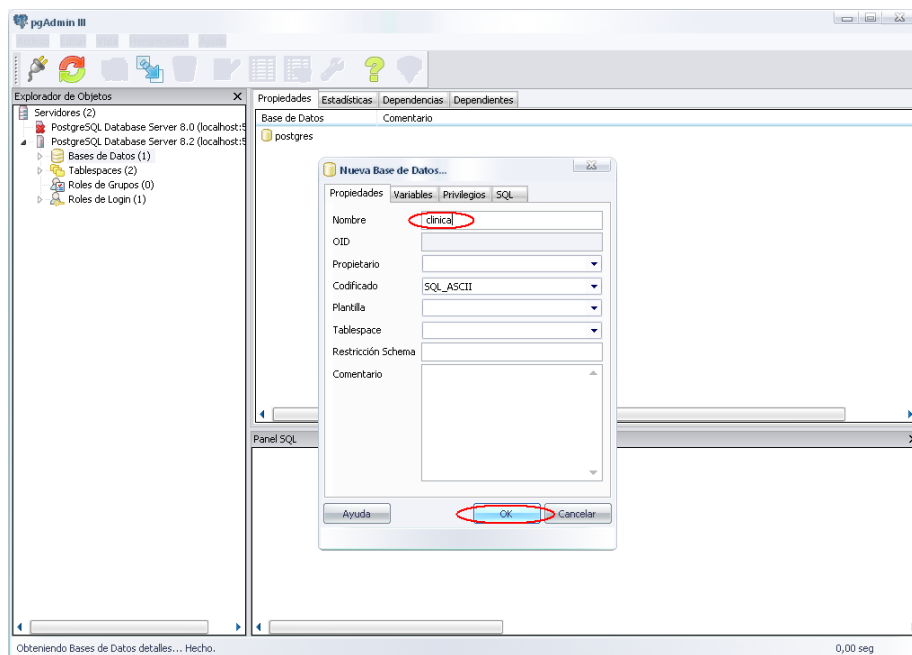 pgAdmin III
Explorador de Objetos
Servidores (2)
PostgreSQL Database Server 8.0 (localhost:5
PostgreSQL Database Server 8.2 (localhost:5
Bases de Datos (1)
Tablespaces (2)
Roles de Grupos (0)
Roles de Login (1)
Propiedades Estadísticas Dependencias Dependientes
Base de Datos Comentario
postgres
Nueva Base de Datos...
Propiedades Variables Privilegios SQL
Nombre clinica
OID
Propietario
Codificado SQL_ASCII
Plantilla
Tablespace
Restricción Schema
Comentario
Ayuda OK Cancelar
Panel SQL
Obteniendo Bases de Datos detalles... Hecho. 0,00 seg